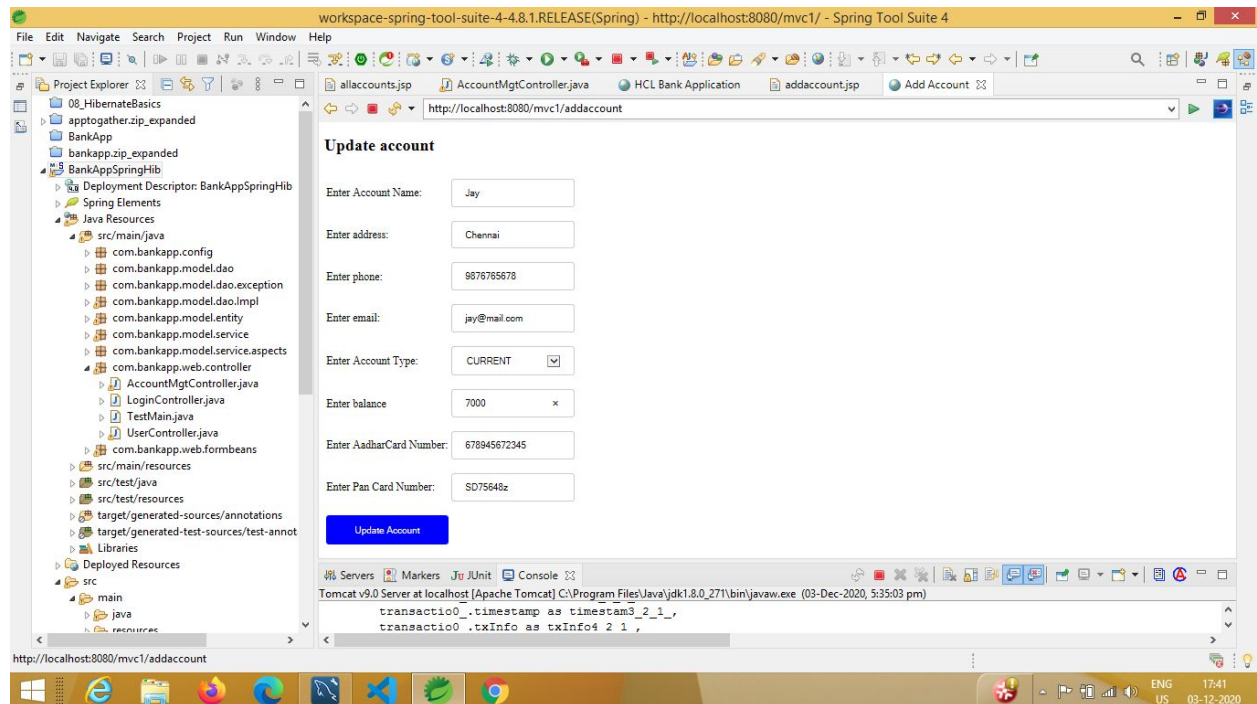 workspace-spring-tool-suite-4-4.8.1.RELEASE(Spring) - http://localhost:8080/mvc1/ - Spring Tool Suite 4
File Edit Navigate Search Project Run Window Help
Project Explorer
allaccounts.jsp
AccountMgtController.java
HCL Bank Application
addaccount.jsp
Add Account
08_HibernateBasics
apptogather.zip_expanded
BankApp
bankapp.zip_expanded
BankAppSpringHib
Deployment Descriptor: BankAppSpringHib
Spring Elements
Java Resources
src/main/java
com.bankapp.config
com.bankapp.model.dao
com.bankapp.model.dao.exception
com.bankapp.model.dao.Impl
com.bankapp.model.entity
com.bankapp.model.service
com.bankapp.model.service.aspects
com.bankapp.web.controller
AccountMgtController.java
LoginController.java
TestMain.java
UserController.java
com.bankapp.web.formbeans
src/main/resources
src/test/java
src/test/resources
target/generated-sources/annotations
target/generated-test-sources/test-annot
Libraries
Deployed Resources
src
main
java
resources
http://localhost:8080/mvc1/addaccount
Update account
Enter Account Name: Jay
Enter address: Chennai
Enter phone: 9876765678
Enter email: jay@mail.com
Enter Account Type: CURRENT
Enter balance 7000
Enter AadharCard Number: 678945672345
Enter Pan Card Number: SD75648z
Update Account
Servers Markers JUnit Console
Tomcat v9.0 Server at localhost [Apache Tomcat] C:\Program Files\Java\jdk1.8.0_271\bin\javaw.exe (03-Dec-2020, 5:35:03 pm)
transactio0_.timestamp as timestam3_2_1_,
transactio0_.txInfo as txInfo4_2_1_,
http://localhost:8080/mvc1/addaccount
ENG 17:41
US 03-12-2020